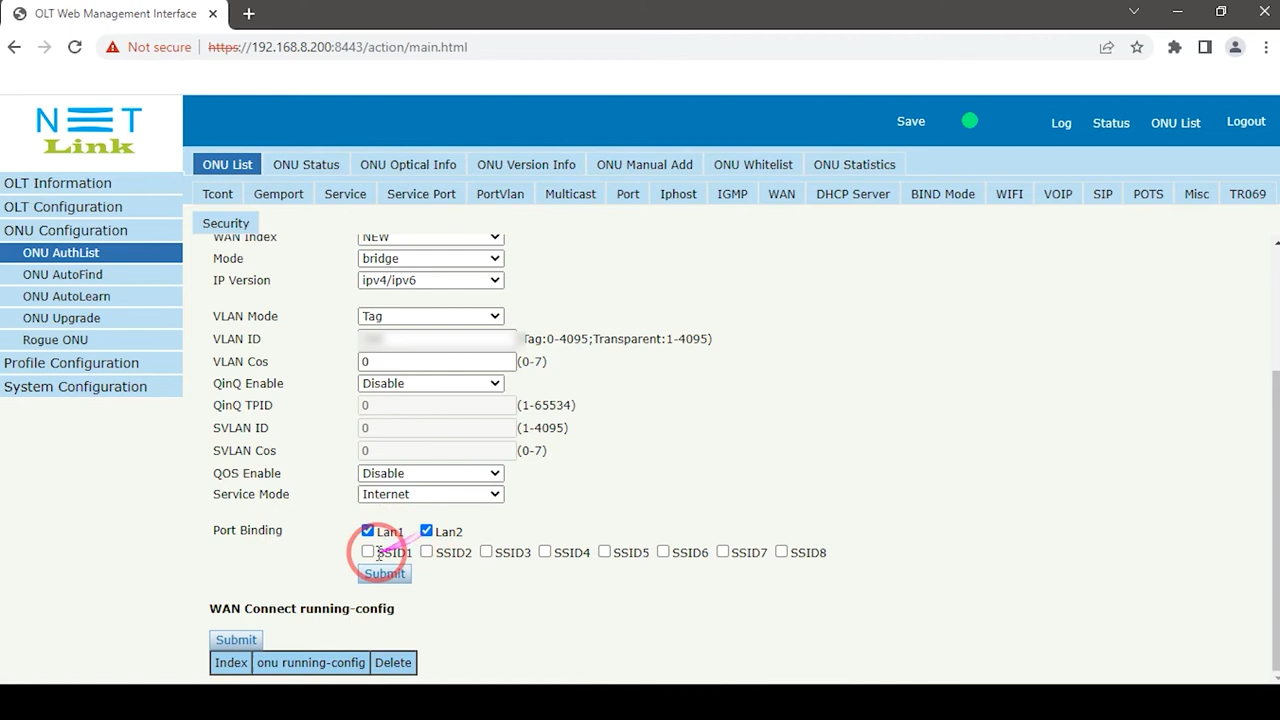 OLT Web Management Interface
Not secure https://192.168.8.200:8443/action/main.html
NET
Link
Save Log Status ONU List Logout
ONU List ONU Status ONU Optical Info ONU Version Info ONU Manual Add ONU Whitelist ONU Statistics
Tcont Gemport Service Service Port PortVlan Multicast Port Iphost IGMP WAN DHCP Server BIND Mode WIFI VOIP SIP POTS Misc TR069
Security
OLT Information
OLT Configuration
ONU Configuration
ONU AuthList
ONU AutoFind
ONU AutoLearn
ONU Upgrade
Rogue ONU
Profile Configuration
System Configuration
WAN Index NEW
Mode bridge
IP Version ipv4/ipv6
VLAN Mode Tag
VLAN ID Tag:0-4095;Transparent:1-4095)
VLAN Cos 0 (0-7)
QinQ Enable Disable
QinQ TPID 0 (1-65534)
SVLAN ID 0 (1-4095)
SVLAN Cos 0 (0-7)
QOS Enable Disable
Service Mode Internet
Port Binding Lan1 Lan2
SSID1 SSID2 SSID3 SSID4 SSID5 SSID6 SSID7 SSID8
Submit
WAN Connect running-config
Submit
Index onu running-config Delete